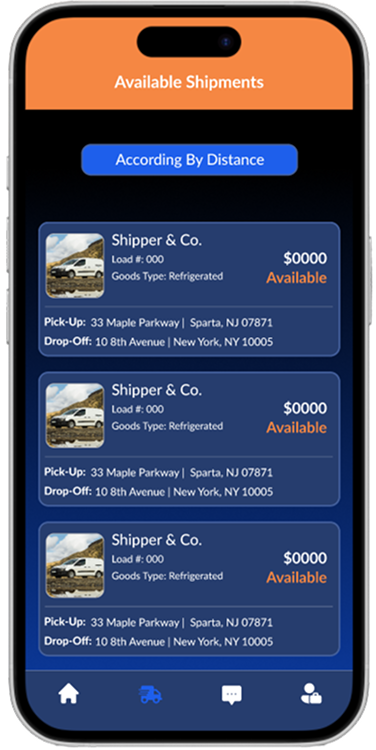 Available Shipments
According By Distance
Shipper & Co.
Load #: 000
Goods Type: Refrigerated
$0000
Available
Pick-Up: 33 Maple Parkway | Sparta, NJ 07871
Drop-Off: 10 8th Avenue | New York, NY 10005
Shipper & Co.
Load #: 000
Goods Type: Refrigerated
$0000
Available
Pick-Up: 33 Maple Parkway | Sparta, NJ 07871
Drop-Off: 10 8th Avenue | New York, NY 10005
Shipper & Co.
Load #: 000
Goods Type: Refrigerated
$0000
Available
Pick-Up: 33 Maple Parkway | Sparta, NJ 07871
Drop-Off: 10 8th Avenue | New York, NY 10005